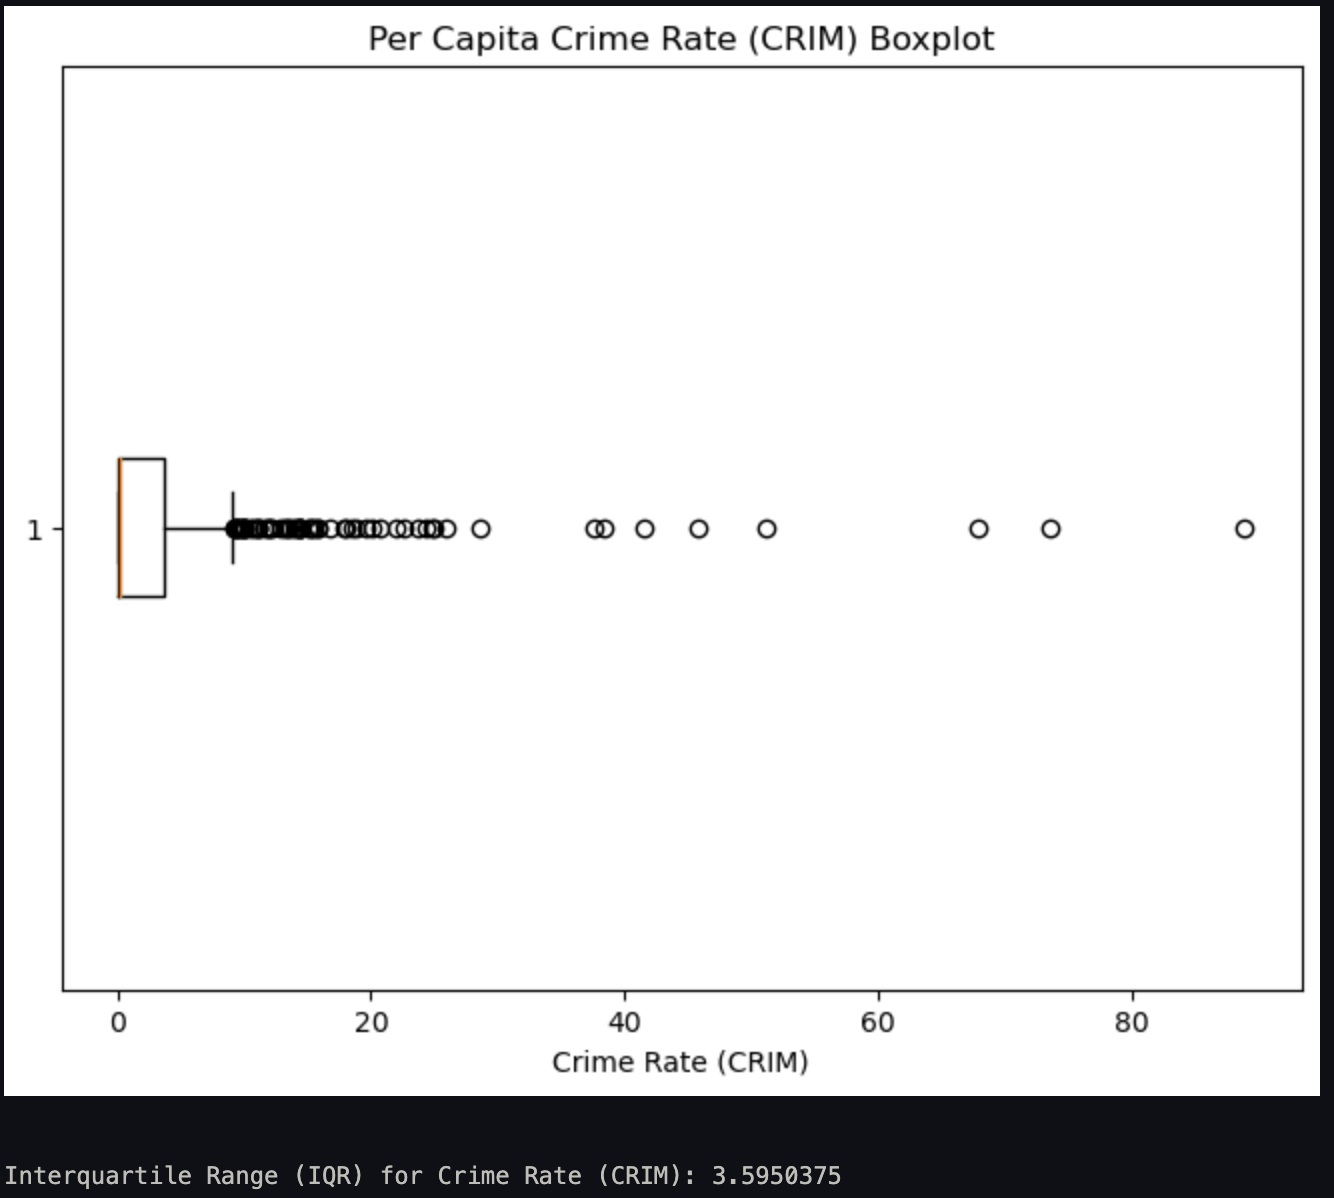 Per Capita Crime Rate (CRIM) Boxplot
1
0 20 40 60 80
Crime Rate (CRIM)
Interquartile Range (IQR) for Crime Rate (CRIM): 3.5950375